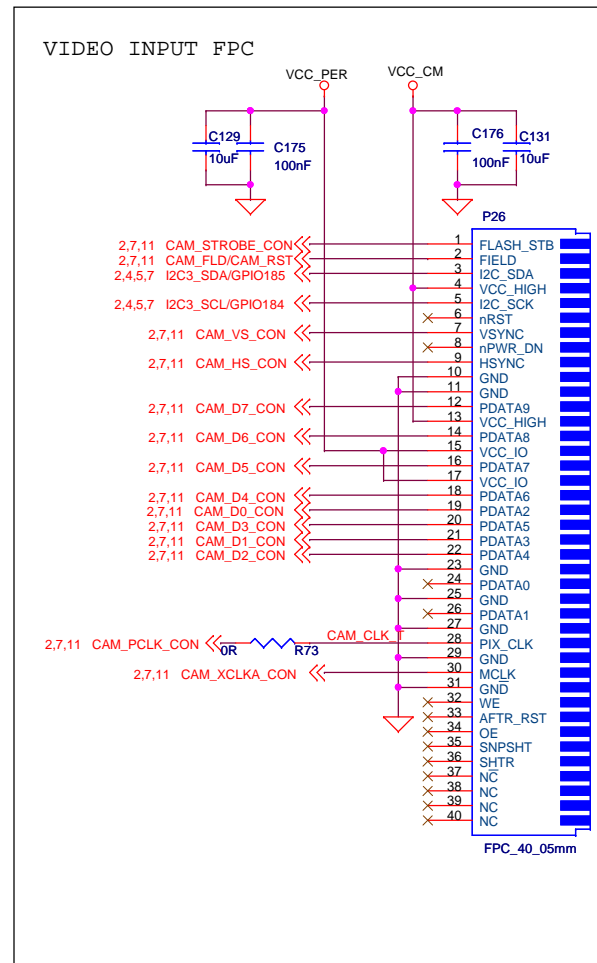 VIDEO INPUT FPC
VCC_PER VCC_CM
C129 10uF
C175 100nF
C176 100nF
C131 10uF
P26
2,7,11 CAM_STROBE_CON 1 FLASH_STB
2,7,11 CAM_FLD/CAM_RST 2 FIELD
2,4,5,7 I2C3_SDA/GPIO185 3 I2C_SDA
4 VCC_HIGH
2,4,5,7 I2C3_SCL/GPIO184 5 I2C_SCK
6 nRST
2,7,11 CAM_VS_CON 7 VSYNC
8 nPWR_DN
2,7,11 CAM_HS_CON 9 HSYNC
10 GND
11 GND
2,7,11 CAM_D7_CON 12 PDATA9
13 VCC_HIGH
2,7,11 CAM_D6_CON 14 PDATA8
15 VCC_IO
2,7,11 CAM_D5_CON 16 PDATA7
17 VCC_IO
2,7,11 CAM_D4_CON 18 PDATA6
2,7,11 CAM_D0_CON 19 PDATA2
2,7,11 CAM_D3_CON 20 PDATA5
2,7,11 CAM_D1_CON 21 PDATA3
2,7,11 CAM_D2_CON 22 PDATA4
23 GND
24 PDATA0
25 GND
26 PDATA1
27 GND
2,7,11 CAM_PCLK_CON 0R R73 CAM_CLK_T 28 PIX_CLK
29 GND
2,7,11 CAM_XCLKA_CON 30 MCLK
31 GND
32 WE
33 AFTR_RST
34 OE
35 SNPSHT
36 SHTR
37 NC
38 NC
39 NC
40 NC
FPC_40_05mm